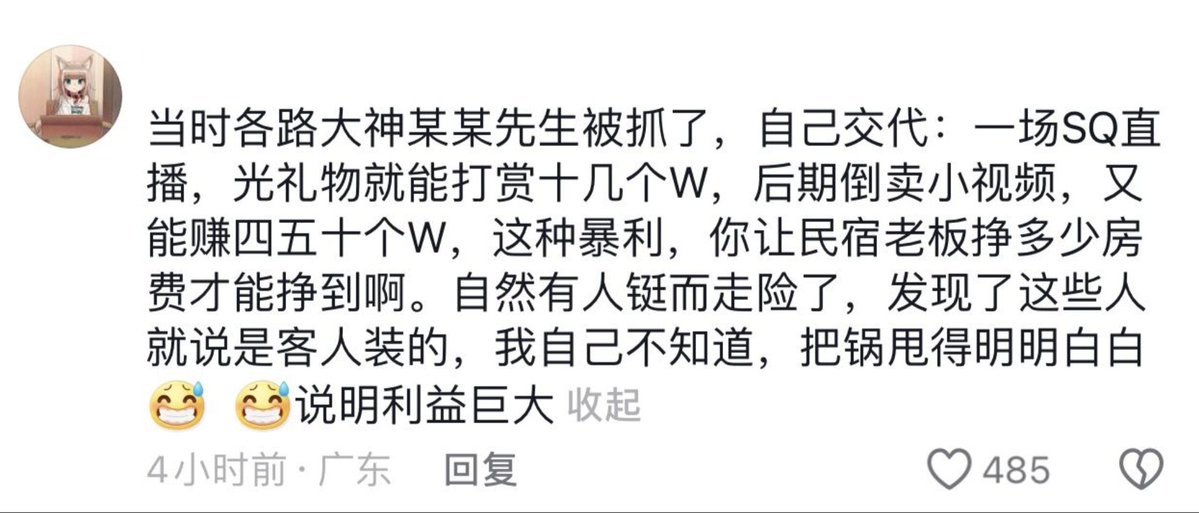 当时各路大神某某先生被抓了，自己交代：一场SQ直
播，光礼物就能打赏十几个W，后期倒卖小视频，又
能赚四五十个W，这种暴利，你让民宿老板挣多少房
费才能挣到啊。自然有人铤而走险了，发现了这些人
就说是客人装的，我自己不知道，把锅甩得明明白白
😅 😅说明利益巨大 收起
4小时前·广东 回复 485